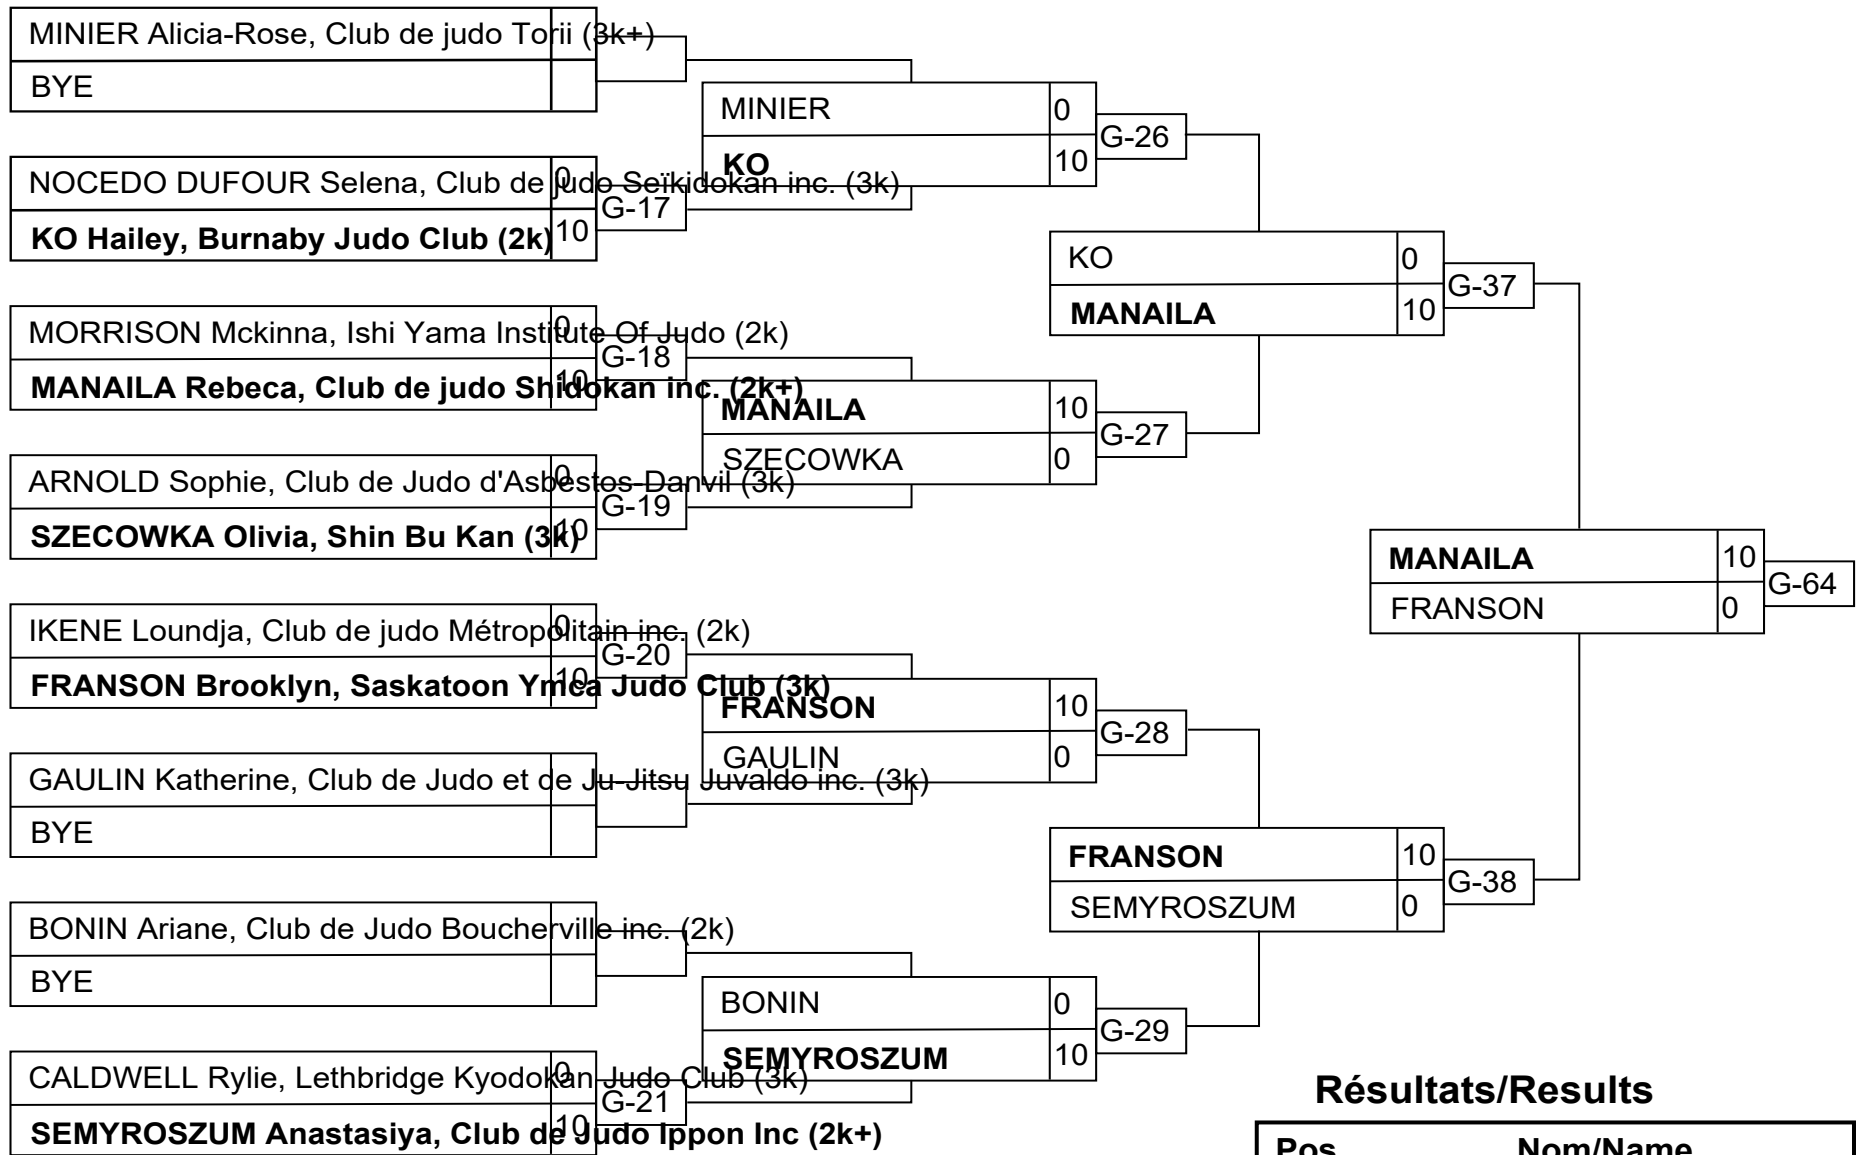 MINIER Alicia-Rose, Club de judo Torii (3k+)
BYE
NOCEDO DUFOUR Selena, Club de judo Seïkidokan inc. (3k) 0
KO Hailey, Burnaby Judo Club (2k) 10
G-17
MORRISON Mckinna, Ishi Yama Institute Of Judo (2k) 0
MANAILA Rebeca, Club de judo Shidokan inc. (2k+) 10
G-18
ARNOLD Sophie, Club de Judo d'Asbestos-Danvil (3k) 0
SZECOWKA Olivia, Shin Bu Kan (3k) 10
G-19
IKENE Loundja, Club de judo Métropolitain inc. (2k) 0
FRANSON Brooklyn, Saskatoon Ymca Judo Club (3k) 10
G-20
GAULIN Katherine, Club de Judo et de Ju-Jitsu Juvaldo inc. (3k)
BYE
BONIN Ariane, Club de Judo Boucherville inc. (2k)
BYE
CALDWELL Rylie, Lethbridge Kyodokan Judo Club (3k) 0
SEMYROSZUM Anastasiya, Club de Judo Ippon Inc (2k+) 10
G-21
MINIER 0
KO 10
G-26
MANAILA 10
SZECOWKA 0
G-27
FRANSON 10
GAULIN 0
G-28
BONIN 0
SEMYROSZUM 10
G-29
KO 0
MANAILA 10
G-37
FRANSON 10
SEMYROSZUM 0
G-38
MANAILA 10
FRANSON 0
G-64
Résultats/Results
Pos Nom/Name